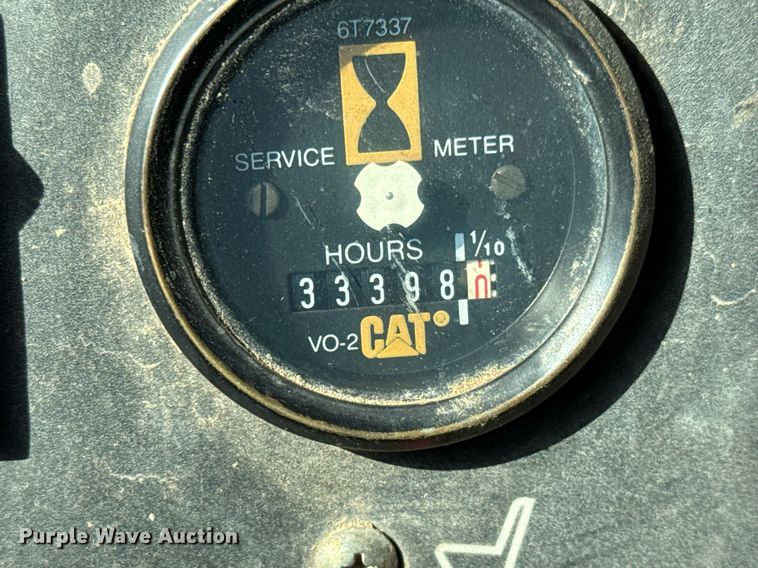 6T7337
SERVICE METER
HOURS 1/10
33398
VO-2 CAT®
Purple Wave Auction